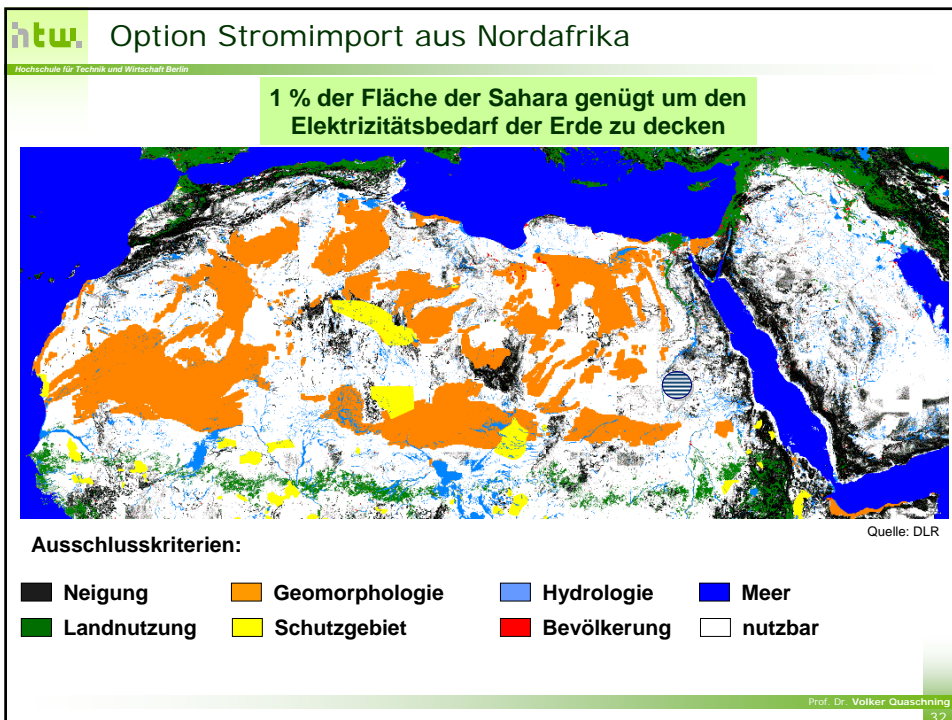 htw.
Option Stromimport aus Nordafrika
Hochschule für Technik und Wirtschaft Berlin
1 % der Fläche der Sahara genügt um den
Elektrizitätsbedarf der Erde zu decken
Quelle: DLR
Ausschlusskriterien:
Neigung Geomorphologie Hydrologie Meer
Landnutzung Schutzgebiet Bevölkerung nutzbar
Prof. Dr. Volker Quaschning
32